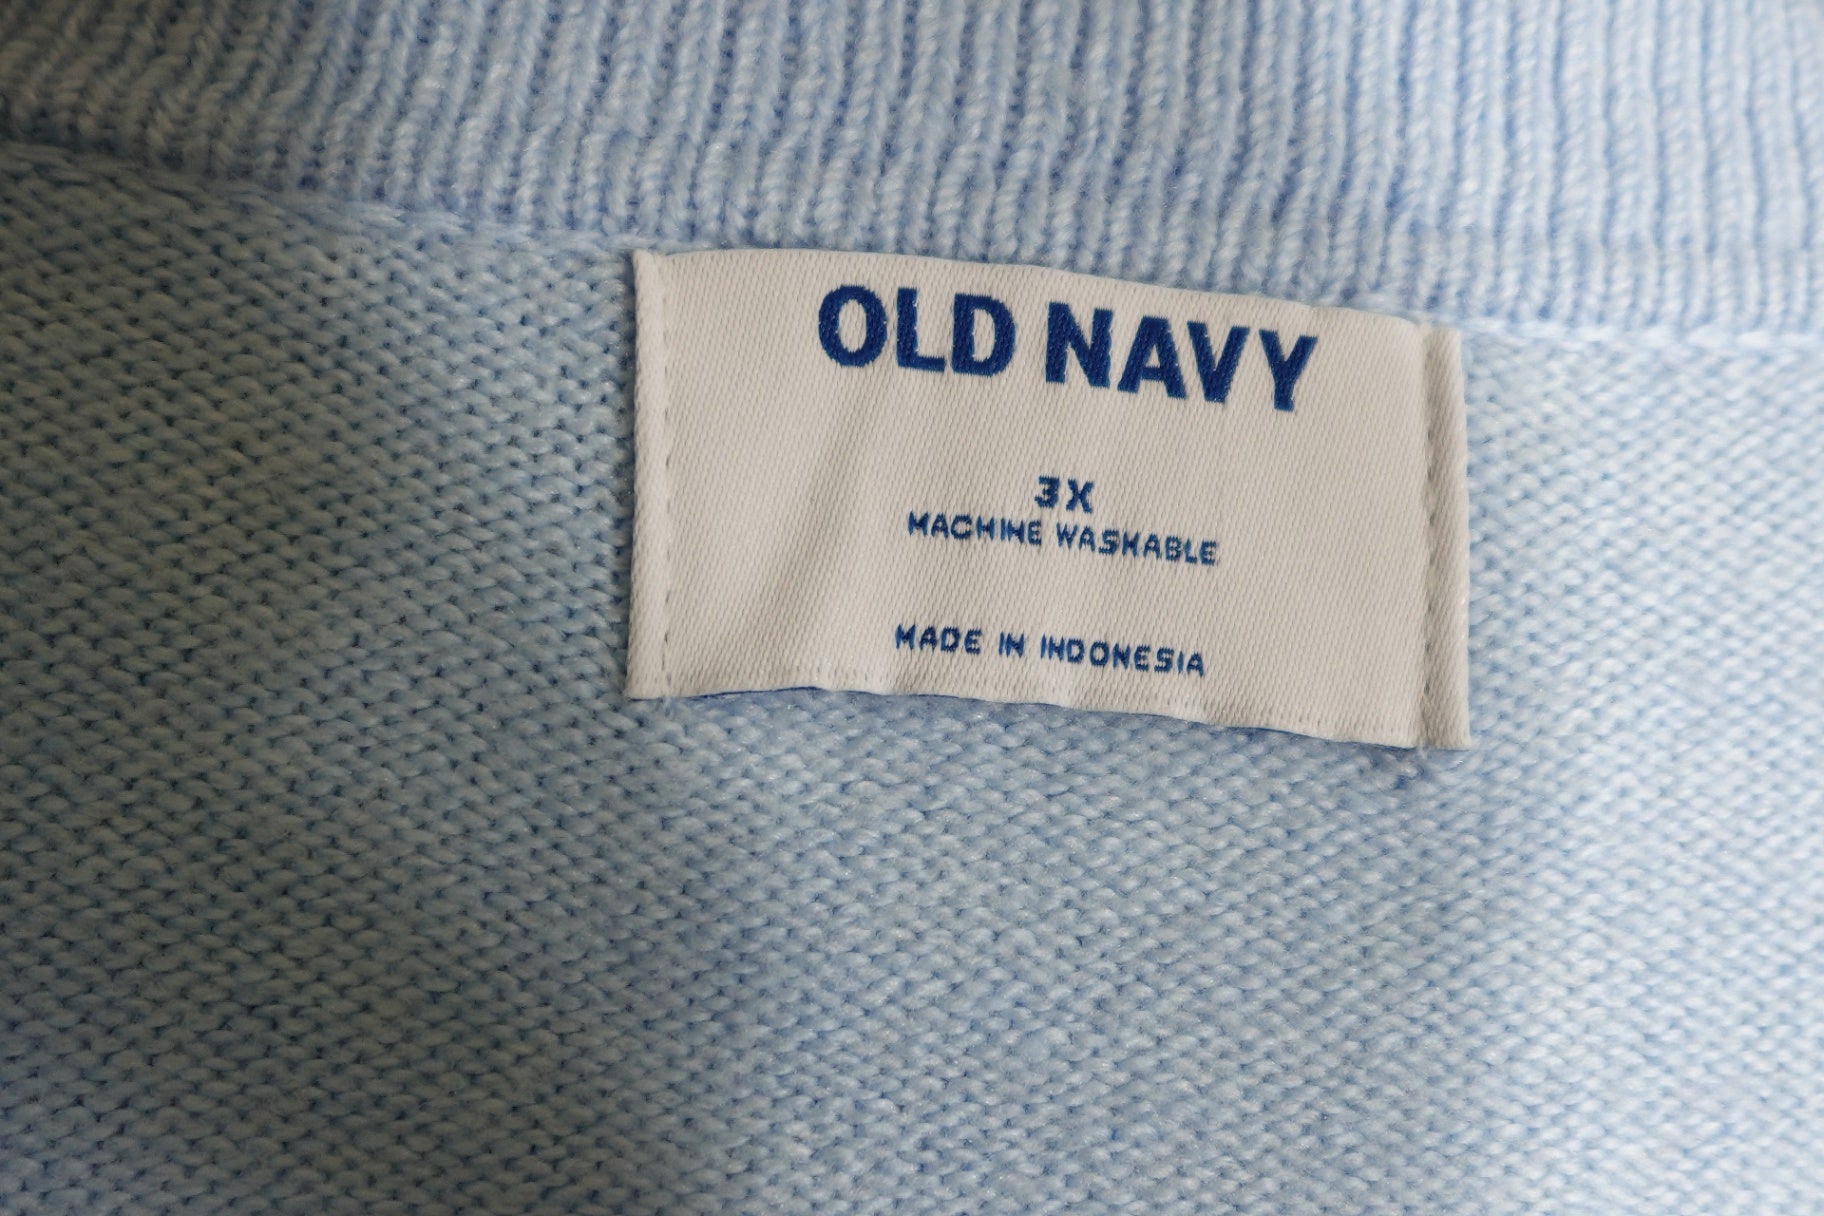 OLD NAVY
3X
MACHINE WASHABLE
MADE IN INDONESIA